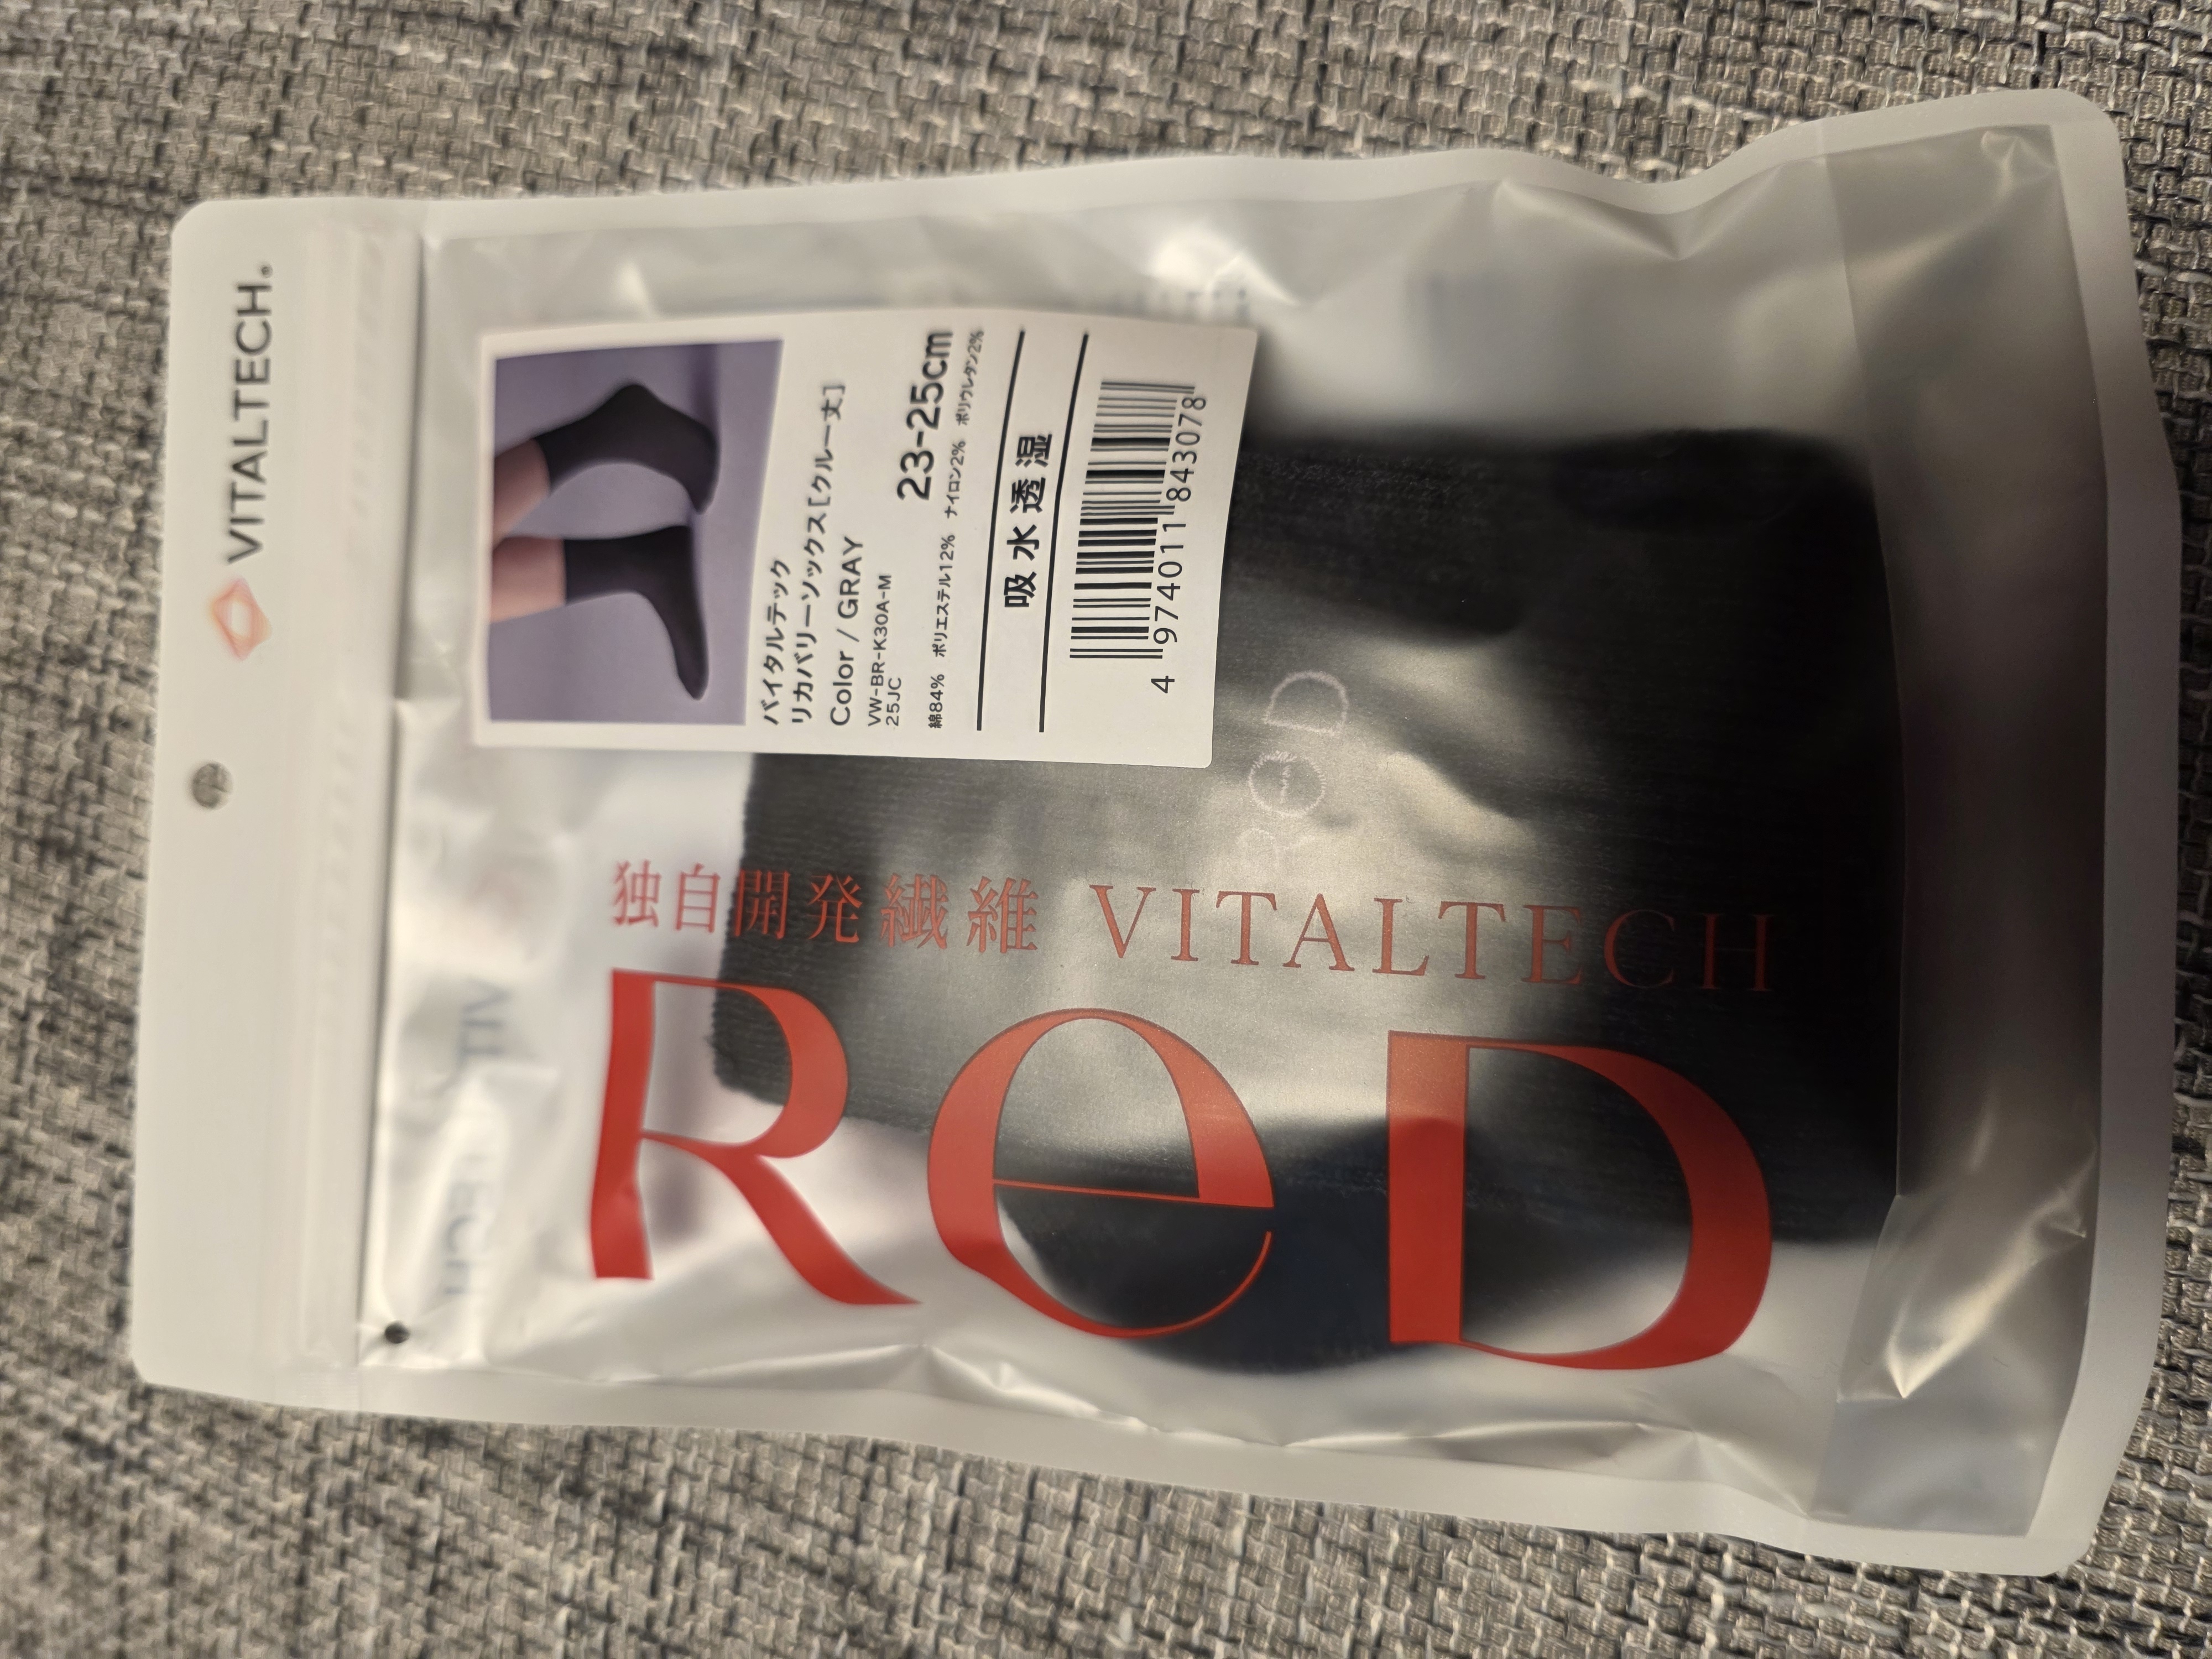 VITALTECH®
バイタルテック
リカバリーソックス［クルー丈］
Color / GRAY
VW-BR-K30A-M
25JC
23-25cm
綿84% ポリエステル12% ナイロン2% ポリウレタン2%
吸水透湿
4 974011 843078
ReD
独自開発繊維 VITALTECH
ReD